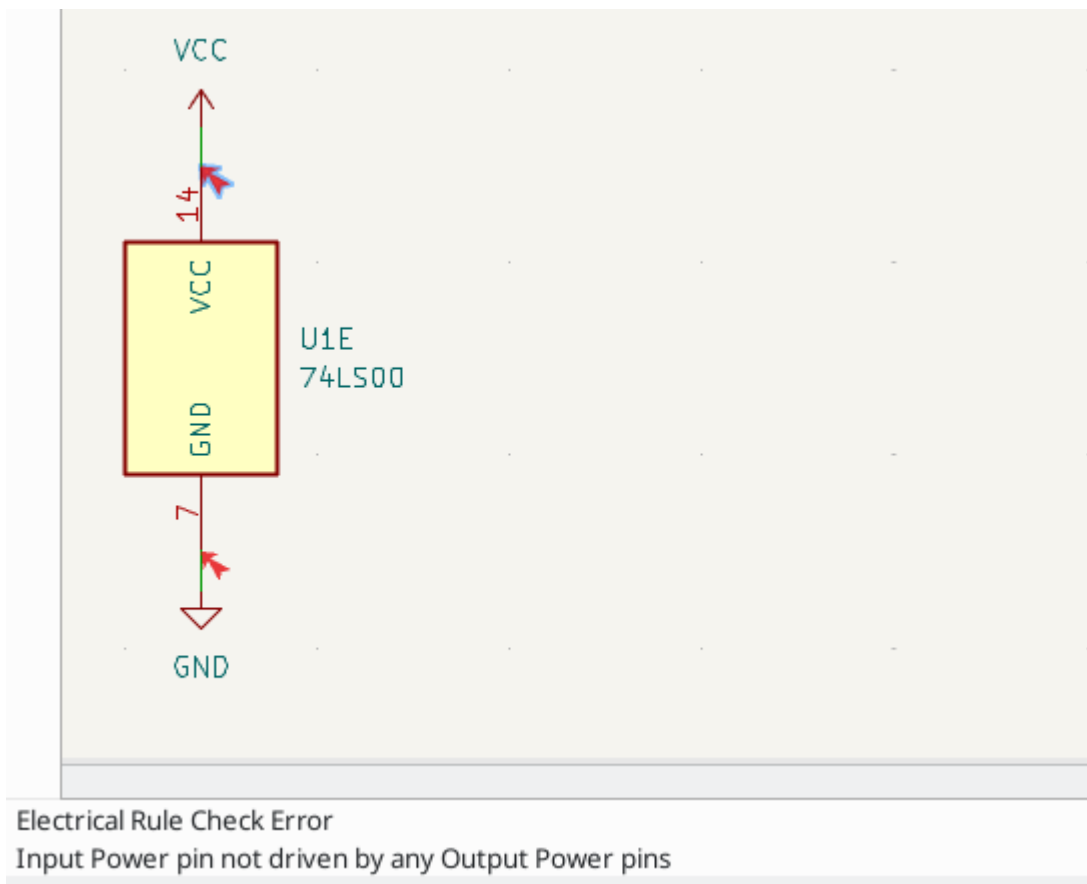 VCC
14
VCC
U1E
74LS00
GND
7
GND
Electrical Rule Check Error
Input Power pin not driven by any Output Power pins